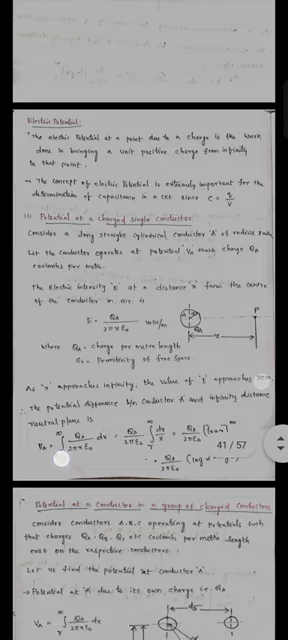 Electric Potential:
"The electric Potential at a point due to a charge is the work
done in bringing a unit positive charge from infinity
to that point.
The concept of electric Potential is extremely important for the
determination of capacitance in a ckt since C = q/V
(i) Potential at a charged single conductor
Consider a long straight cylindrical conductor 'A' of radius
Let the conductor operates at potential VA charge QA
coulombs per metre.
The electric intensity 'E' at a distance 'x' from the centre
of the conductor in air is
E = QA/2πxε0 volts/m
A
QA
P
x
where QA = charge per metre length
ε0 = Permitivity of free space.
As 'x' approaches infinity, the value of 'E' approaches zero
∴ The potential difference b/n conductor 'A' and infinity distance
neutral plane is
VA = ∫ QA/2πxε0 dx = QA/2πε0 ∫ dx/x = QA/2πε0
41 / 57
Potential at a conductor in a group of charged conductors
consider conductors A, B, C operating at potentials such
that charges QA, QB, Qc etc coulombs per metre length
exist on the respective conductors.
Let us find the potential at conductor 'A'
Potential at 'A' due to its own charge i.e. QA
VA = ∫ QA/2πxε0 dx